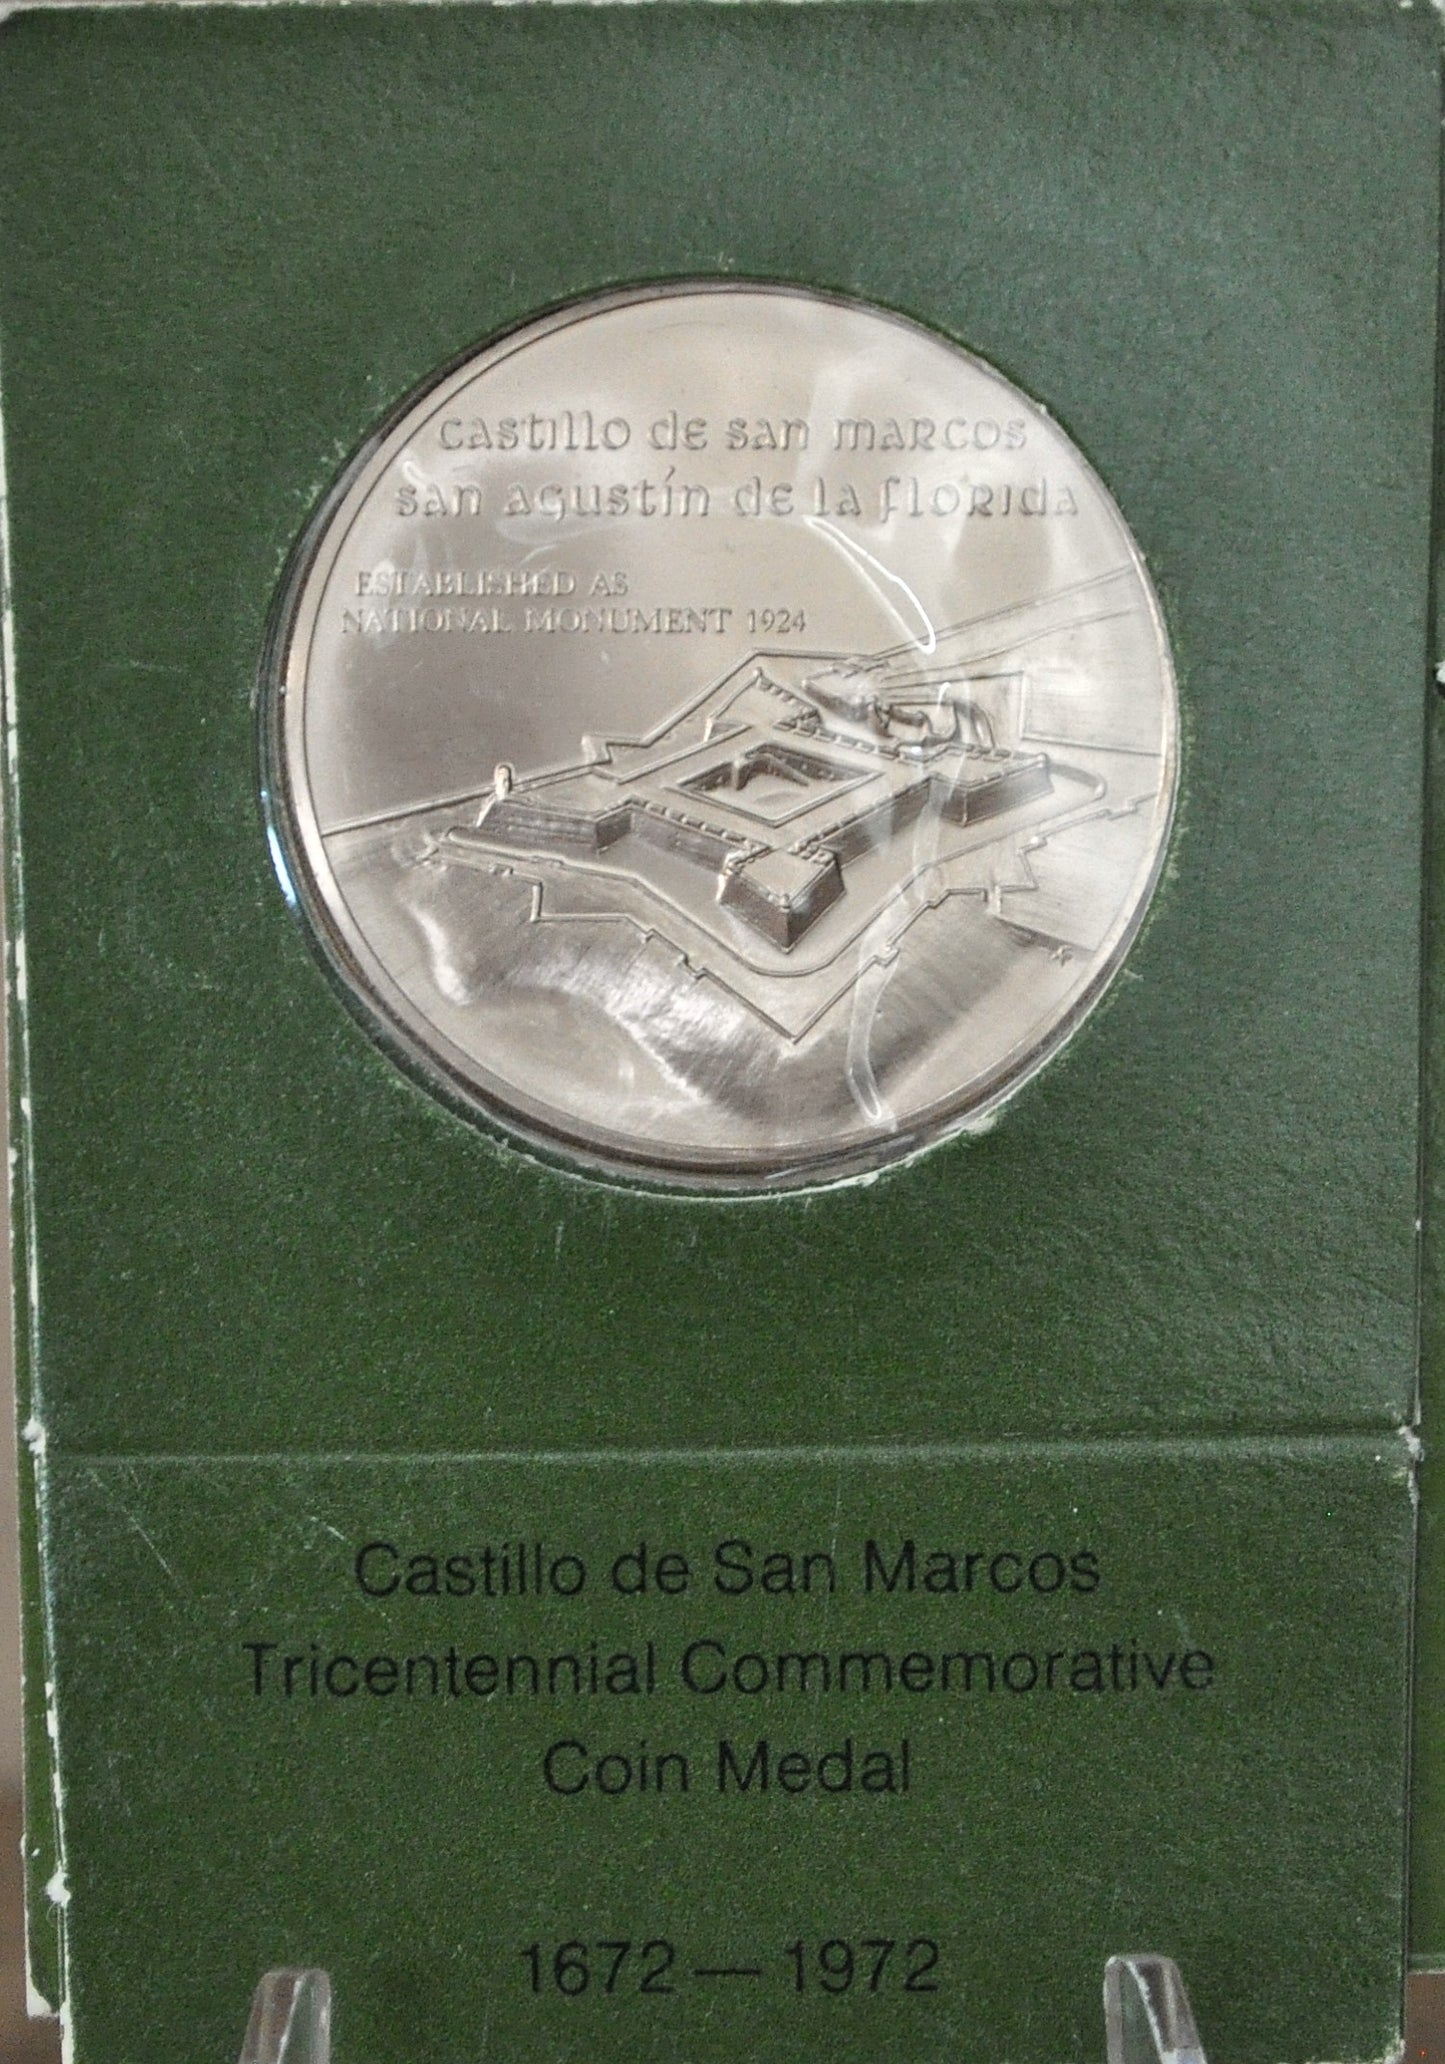 castillo de san marcos
san agustín de la florida
ESTABLISHED AS
NATIONAL MONUMENT 1924
Castillo de San Marcos
Tricentennial Commemorative
Coin Medal
1672 — 1972